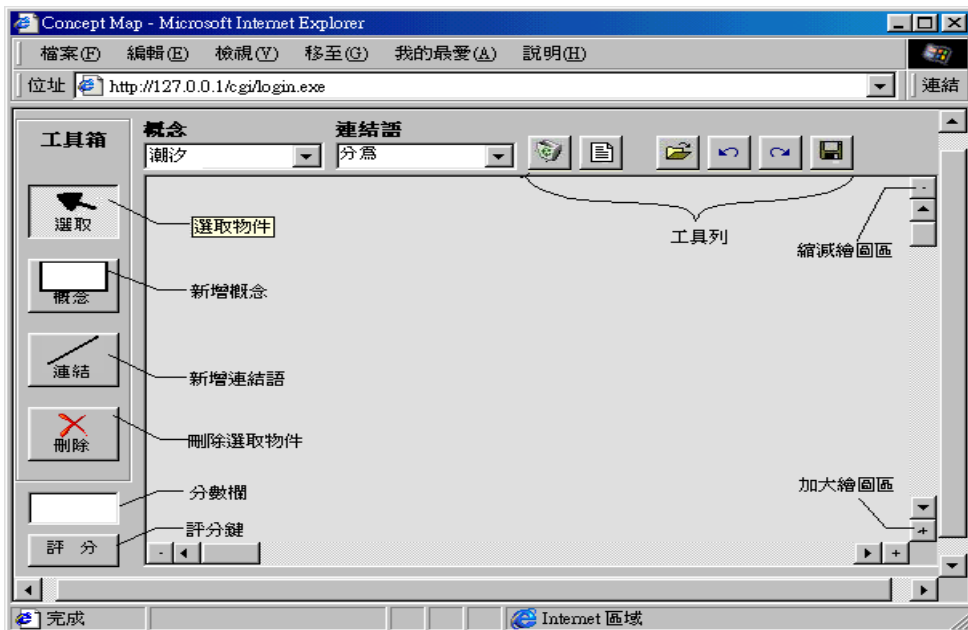 Concept Map - Microsoft Internet Explorer
檔案(F) 編輯(E) 檢視(V) 移至(G) 我的最愛(A) 說明(H)
位址 http://127.0.0.1/cgi/login.exe 連結
工具箱
概念 連結語
潮汐 分為
選取
選取物件
工具列
縮減繪圖區
-
概念
新增概念
連結
新增連結語
刪除
刪除選取物件
分數欄
加大繪圖區
評分鍵
評 分
- +
+
完成 Internet 區域